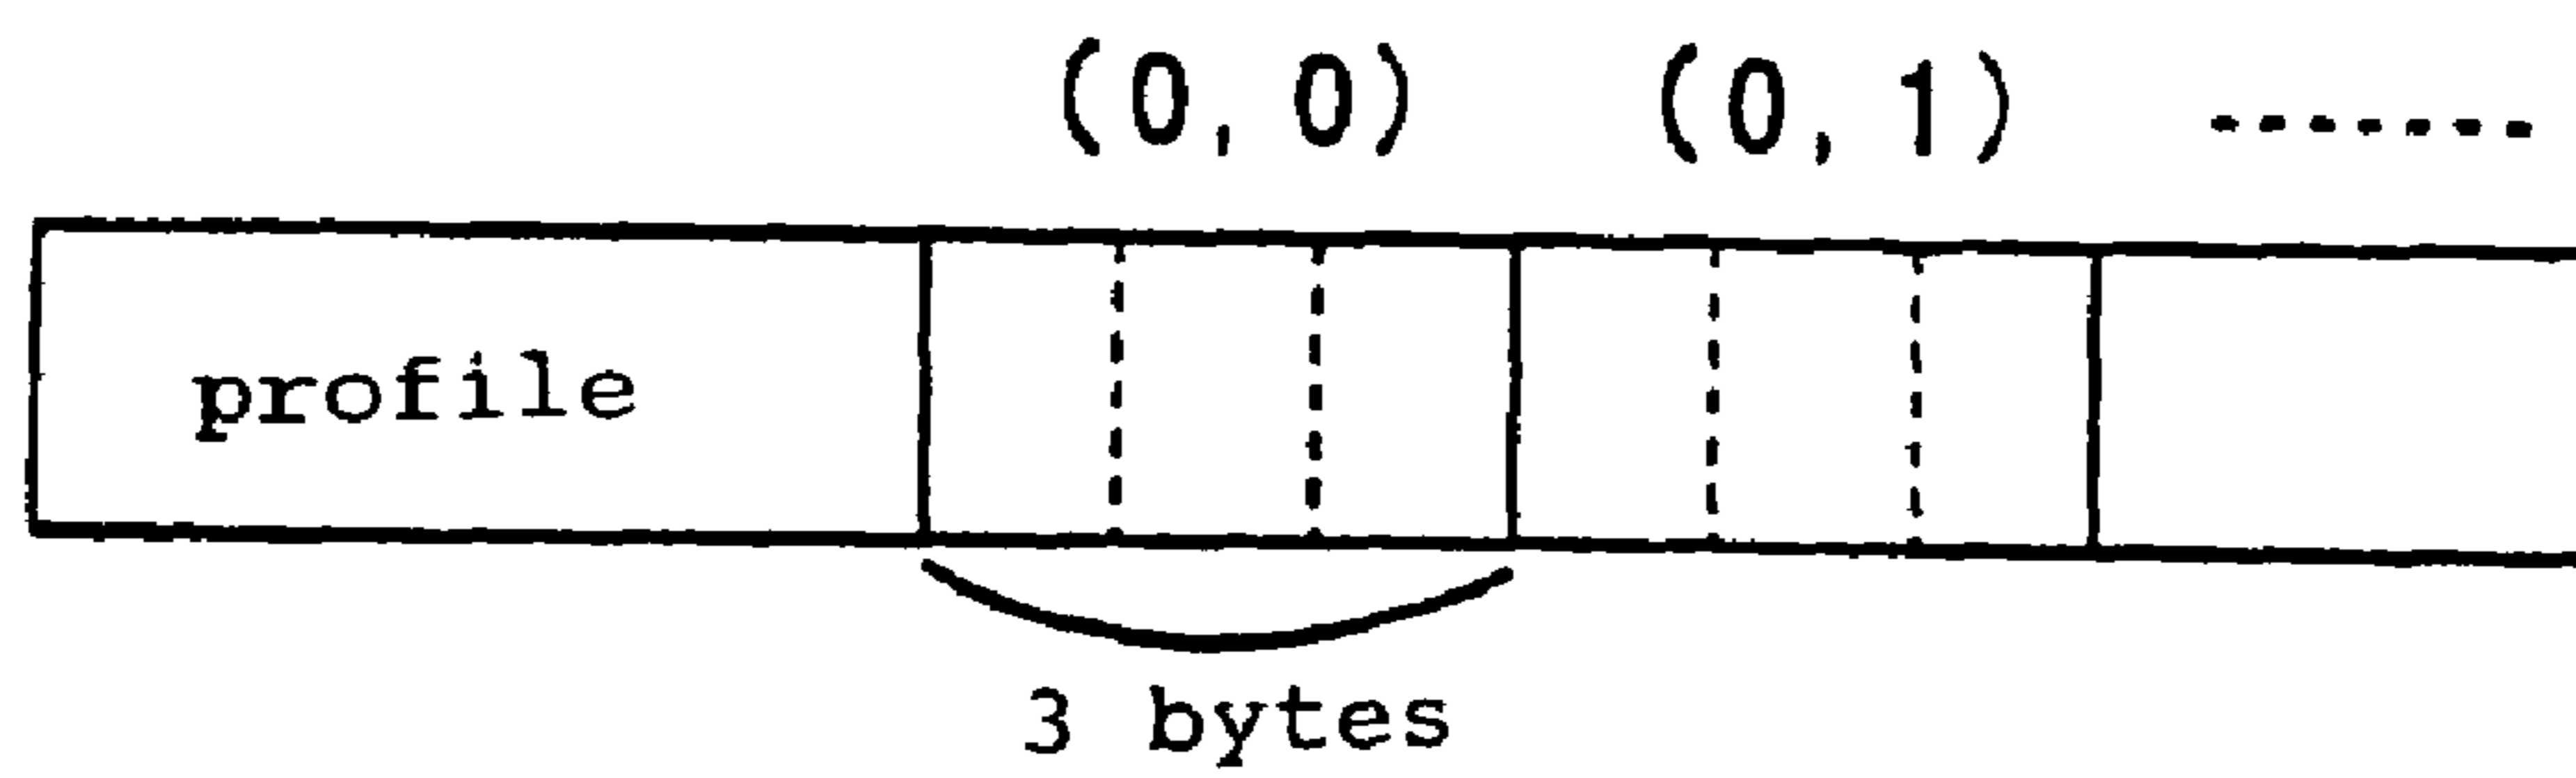 (0, 0) (0, 1) .......
profile
3 bytes